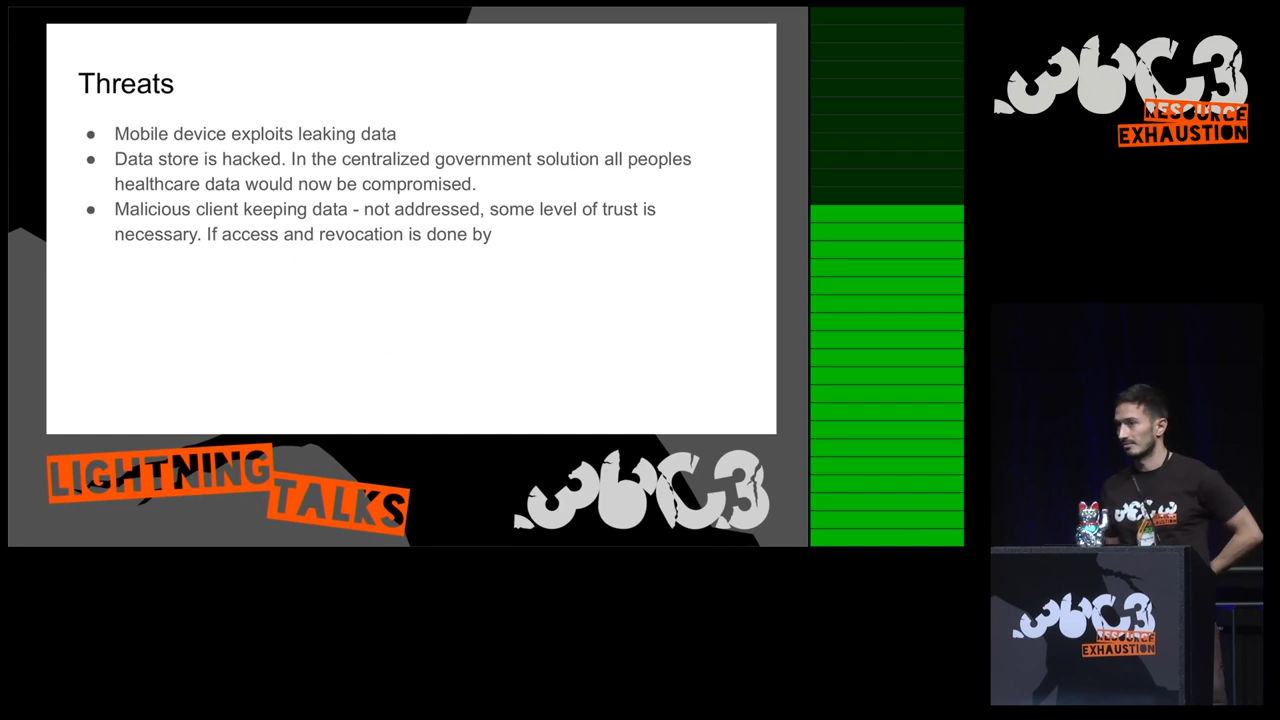 Threats
● Mobile device exploits leaking data
● Data store is hacked. In the centralized government solution all peoples
healthcare data would now be compromised.
● Malicious client keeping data - not addressed, some level of trust is
necessary. If access and revocation is done by
LIGHTNING
TALKS
36C3
36C3
RESOURCE
EXHAUSTION
36C3
36C3
RESOURCE
EXHAUSTION